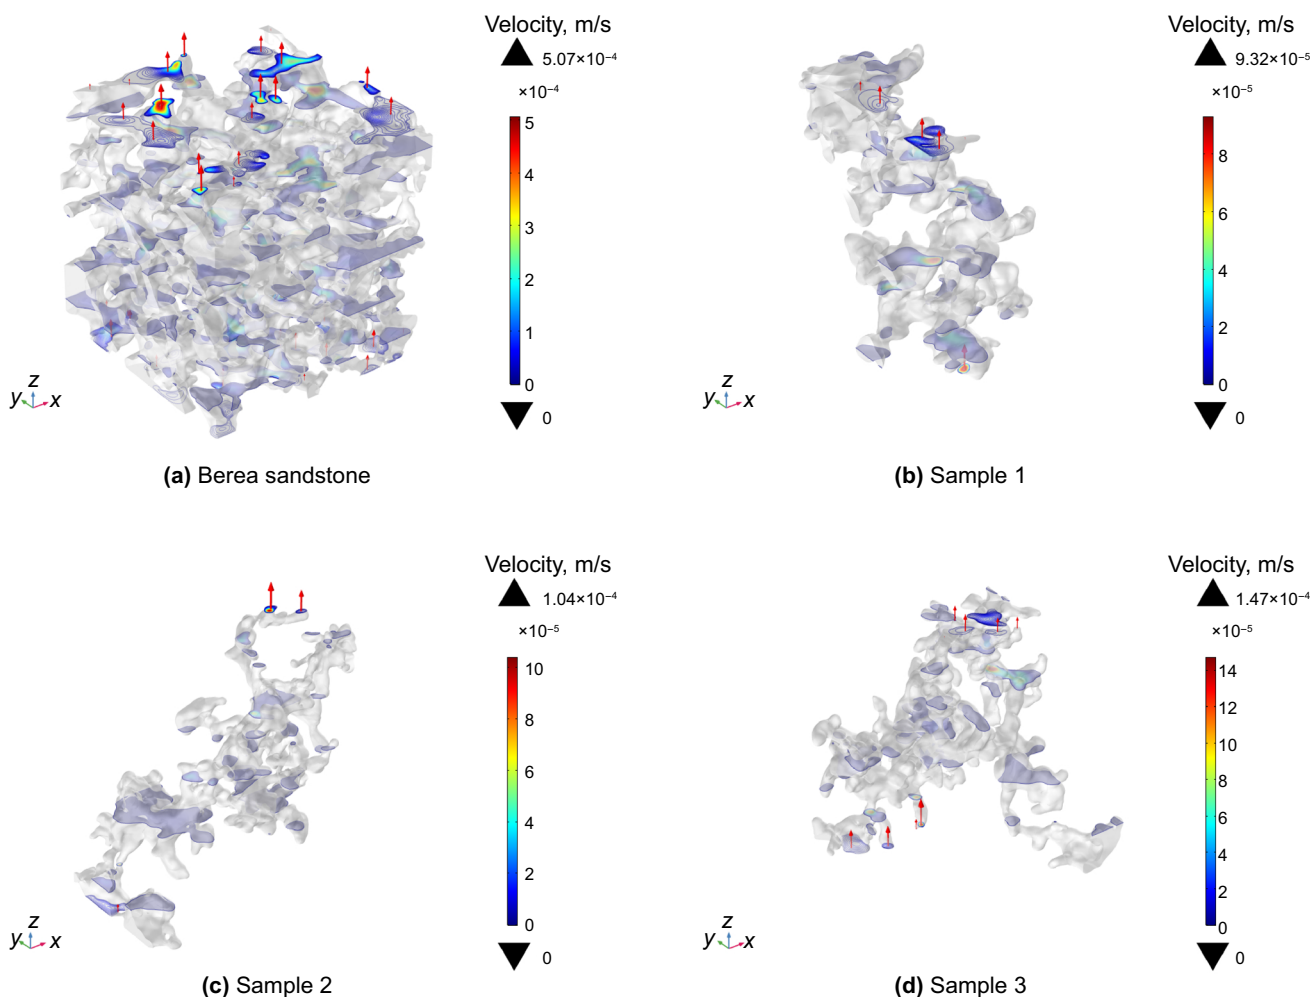 Velocity, m/s
5.07×10⁻⁴
×10⁻⁴
5
4
3
2
1
0
0
z
y x
(a) Berea sandstone
Velocity, m/s
9.32×10⁻⁵
×10⁻⁵
8
6
4
2
0
0
z
y x
(b) Sample 1
Velocity, m/s
1.04×10⁻⁴
×10⁻⁵
10
8
6
4
2
0
0
z
y x
(c) Sample 2
Velocity, m/s
1.47×10⁻⁴
×10⁻⁵
14
12
10
8
6
4
2
0
0
z
y x
(d) Sample 3